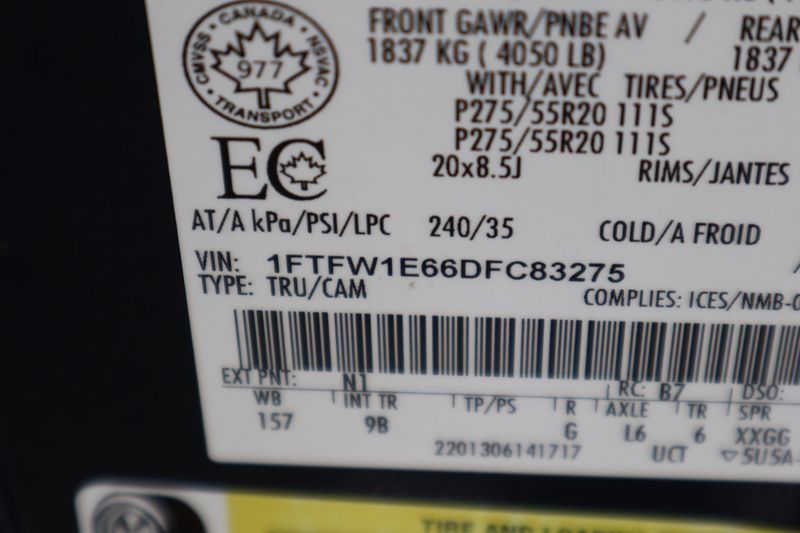 CANADA
CMVSS NSVAC
977
TRANSPORT
EC
FRONT GAWR/PNBE AV / REAR
1837 KG ( 4050 LB) 1837
WITH/AVEC TIRES/PNEUS
P275/55R20 111S
P275/55R20 111S
20x8.5J RIMS/JANTES
AT/A kPa/PSI/LPC 240/35 COLD/A FROID
VIN: 1FTFW1E66DFC83275
TYPE: TRU/CAM COMPLIES: ICES/NMB-0
EXT PNT: N1 RC: B7 DSO:
WB INT TR TP/PS R AXLE TR SPR
157 9B G L6 6 XXGG
2201306141717 UCT ▽5U5A-
TIRE AND